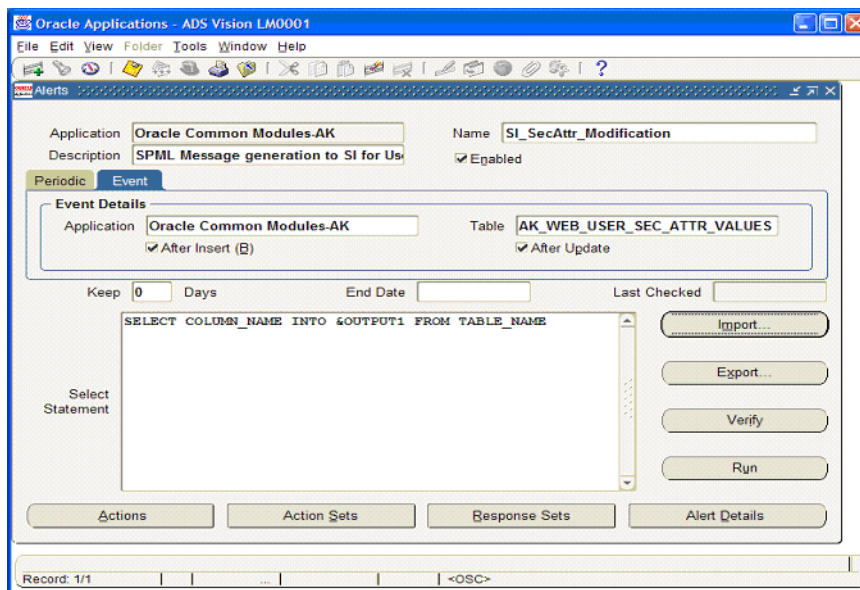 Oracle Applications - ADS Vision LM0001
File Edit View Folder Tools Window Help
Alerts
Application Oracle Common Modules-AK Name SI_SecAttr_Modification
Description SPML Message generation to SI for Us Enabled
Periodic Event
Event Details
Application Oracle Common Modules-AK Table AK_WEB_USER_SEC_ATTR_VALUES
After Insert (B) After Update
Keep 0 Days End Date Last Checked
SELECT COLUMN_NAME INTO &OUTPUT1 FROM TABLE_NAME
Import...
Export...
Select
Statement
Verify
Run
Actions Action Sets Response Sets Alert Details
Record: 1/1 ... <OSC>